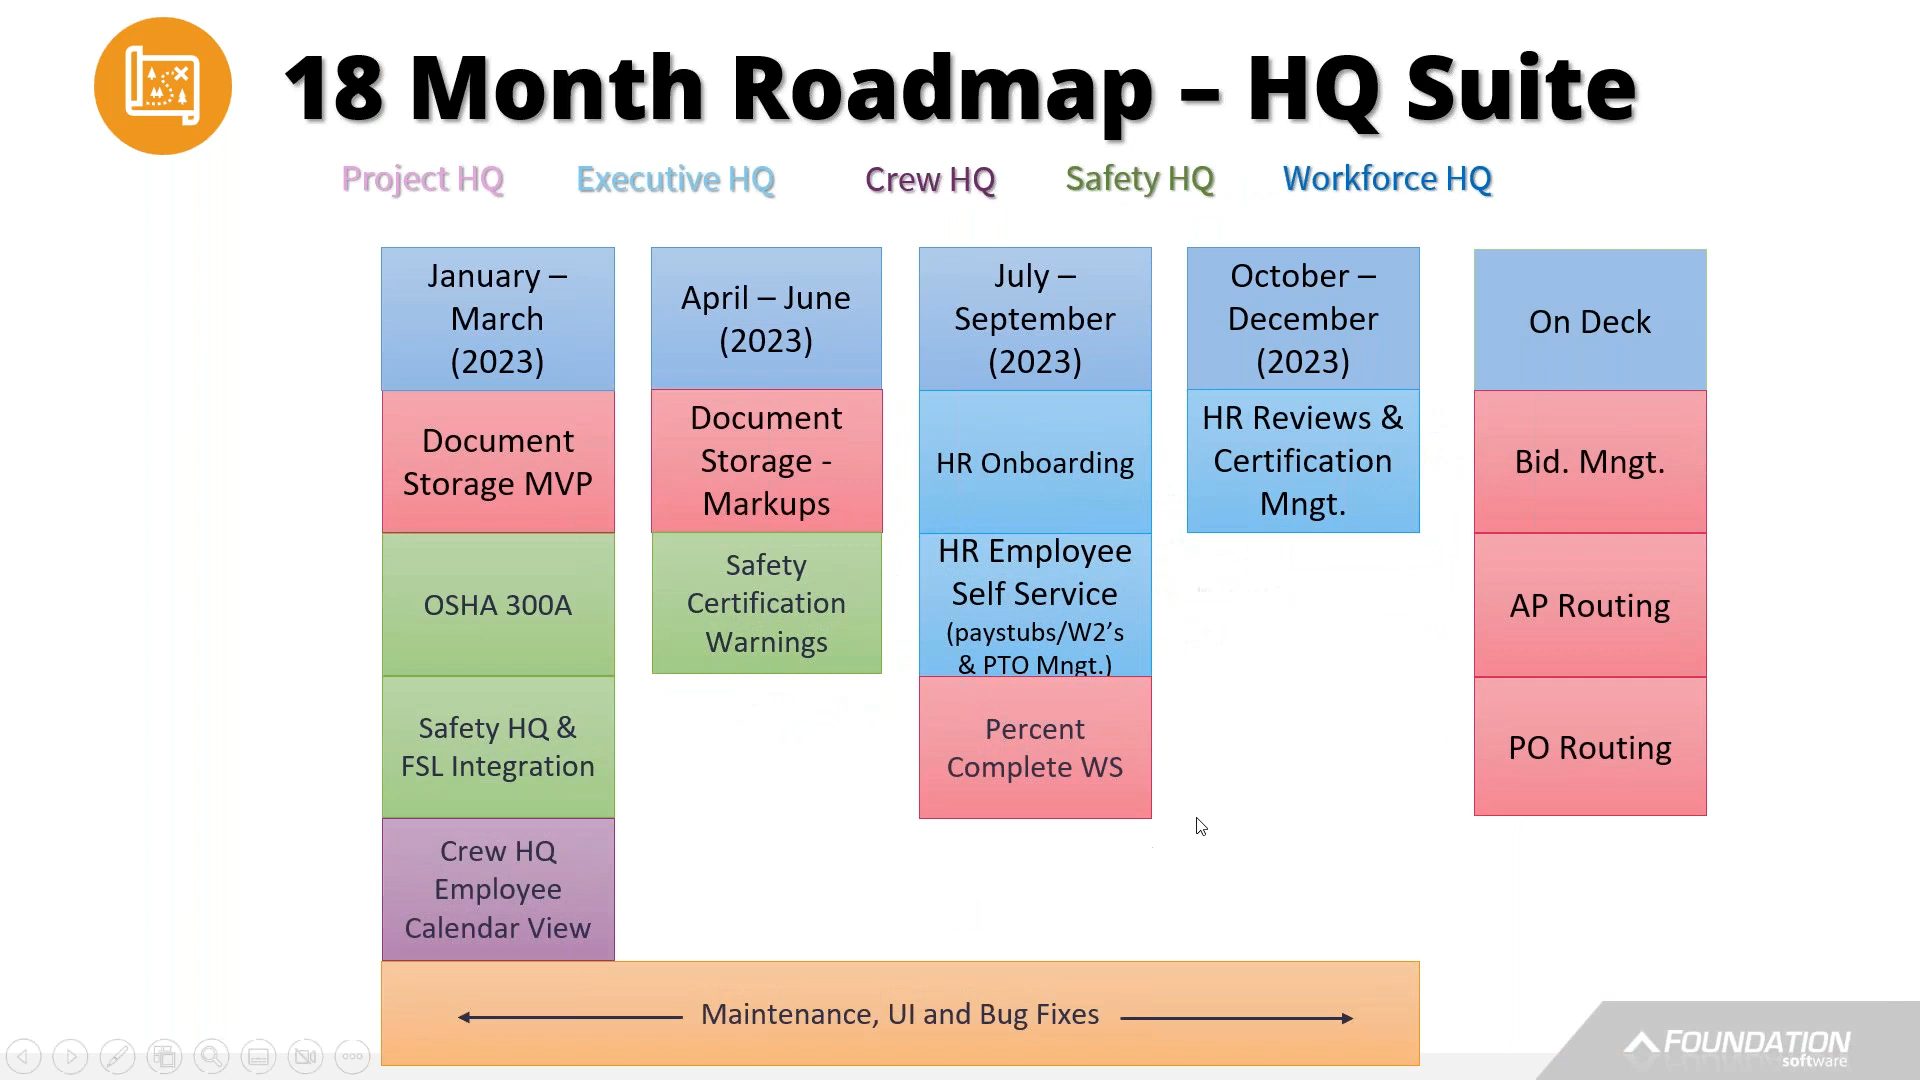 18 Month Roadmap – HQ Suite
Project HQ
Executive HQ
Crew HQ
Safety HQ
Workforce HQ
January –
March
(2023)
Document
Storage MVP
OSHA 300A
Safety HQ &
FSL Integration
Crew HQ
Employee
Calendar View
April – June
(2023)
Document
Storage -
Markups
Safety
Certification
Warnings
July –
September
(2023)
HR Onboarding
HR Employee
Self Service
(paystubs/W2's
& PTO Mngt.)
Percent
Complete WS
October –
December
(2023)
HR Reviews &
Certification
Mngt.
On Deck
Bid. Mngt.
AP Routing
PO Routing
Maintenance, UI and Bug Fixes
FOUNDATION
software